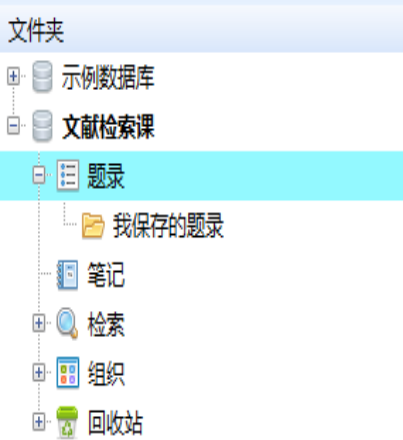 文件夹
示例数据库
文献检索课
题录
我保存的题录
笔记
检索
组织
回收站